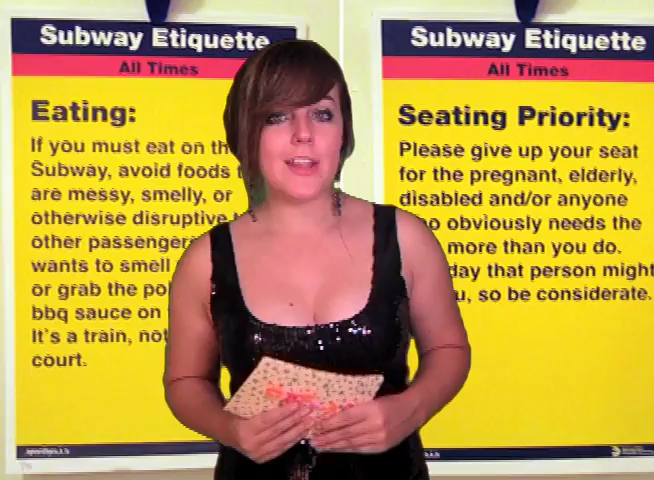 Subway Etiquette
All Times
Eating:
If you must eat on th
Subway, avoid foods
are messy, smelly, or
otherwise disruptive
other passengers
wants to smell
or grab the po
bbq sauce on
It's a train, not
court.
Subway Etiquette
All Times
Seating Priority:
Please give up your seat
for the pregnant, elderly,
disabled and/or anyone
o obviously needs the
more than you do.
day that person might
u, so be considerate.